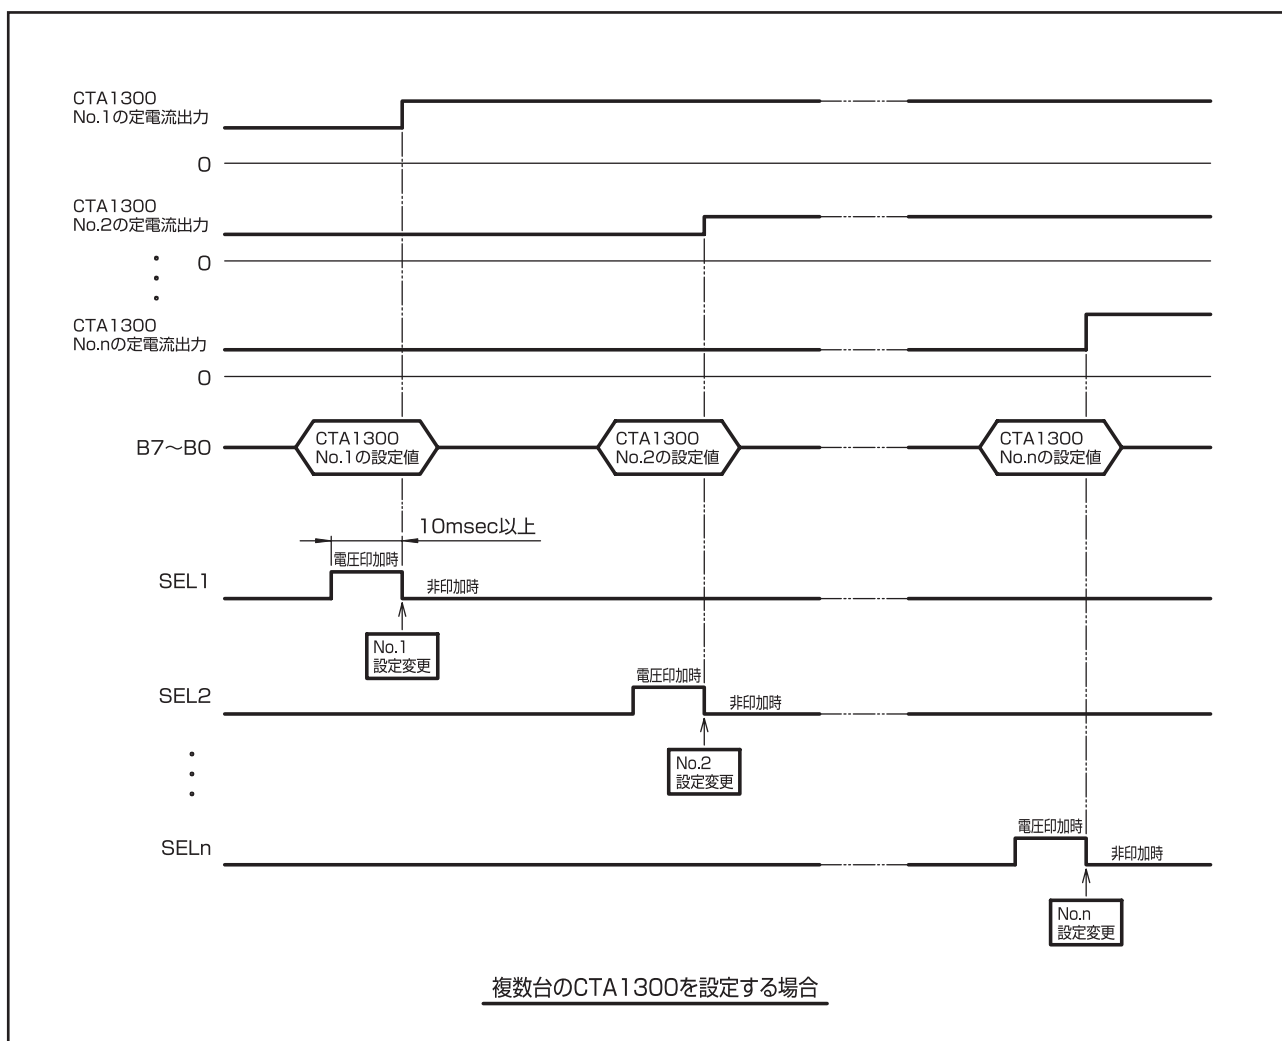 CTA1300
No.1の定電流出力
0
CTA1300
No.2の定電流出力
0
CTA1300
No.nの定電流出力
0
B7～B0
CTA1300
No.1の設定値
CTA1300
No.2の設定値
CTA1300
No.nの設定値
10msec以上
SEL1
電圧印加時
非印加時
No.1
設定変更
SEL2
電圧印加時
非印加時
No.2
設定変更
SELn
電圧印加時
非印加時
No.n
設定変更
複数台のCTA1300を設定する場合